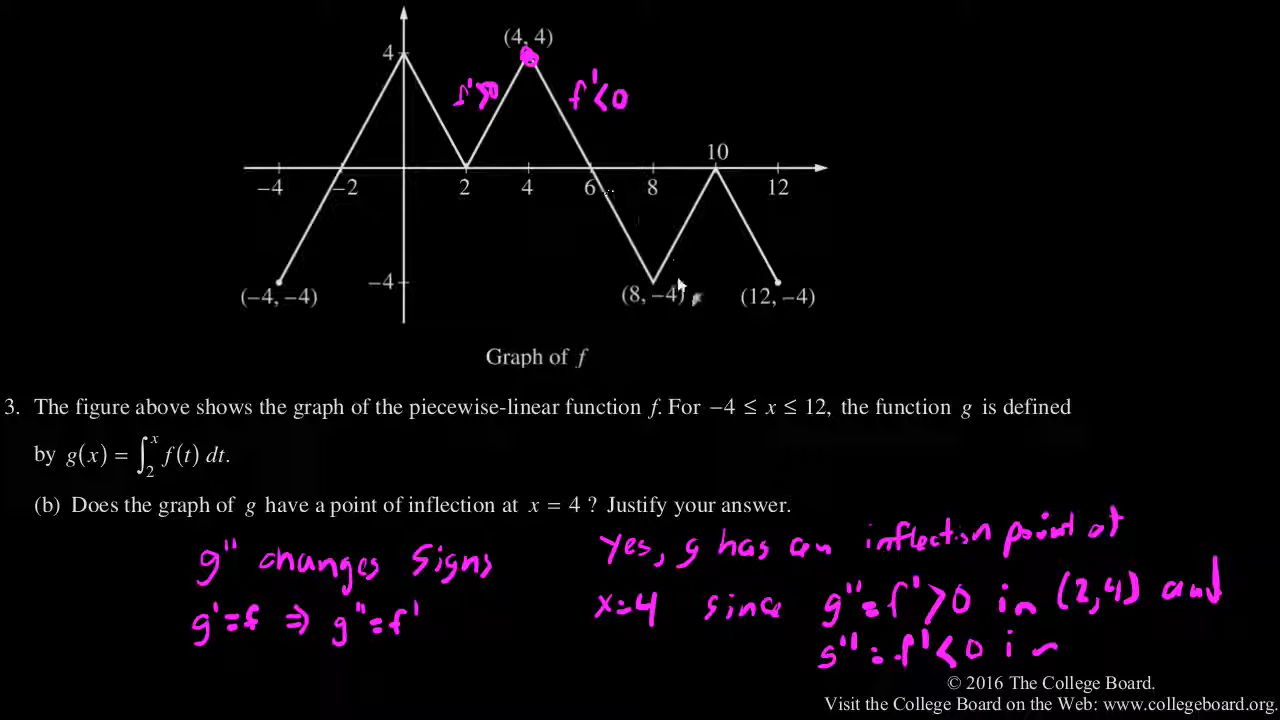 (4, 4)
4
f'>0
f'<0
10
−4
−2
2
4
6
8
12
−4
(−4, −4)
(8, −4)
(12, −4)
Graph of f
3. The figure above shows the graph of the piecewise-linear function f. For −4 ≤ x ≤ 12, the function g is defined
by g(x) = ∫₂ˣ f(t) dt.
(b) Does the graph of g have a point of inflection at x = 4 ? Justify your answer.
g'' changes signs
g'=f ⇒ g''=f'
Yes, g has an inflection point at
x=4 since g''=f'>0 in (2,4) and
g''=f'<0 in
© 2016 The College Board.
Visit the College Board on the Web: www.collegeboard.org.